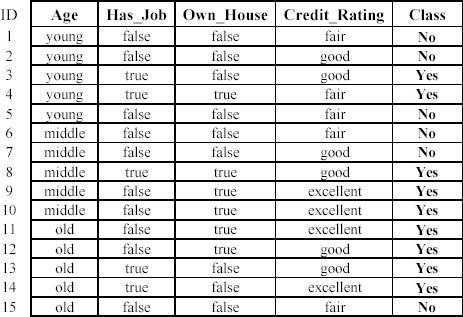 ID Age Has_Job Own_House Credit_Rating Class
1 young false false fair No
2 young false false good No
3 young true false good Yes
4 young true true fair Yes
5 young false false fair No
6 middle false false fair No
7 middle false false good No
8 middle true true good Yes
9 middle false true excellent Yes
10 middle false true excellent Yes
11 old false true excellent Yes
12 old false true good Yes
13 old true false good Yes
14 old true false excellent Yes
15 old false false fair No